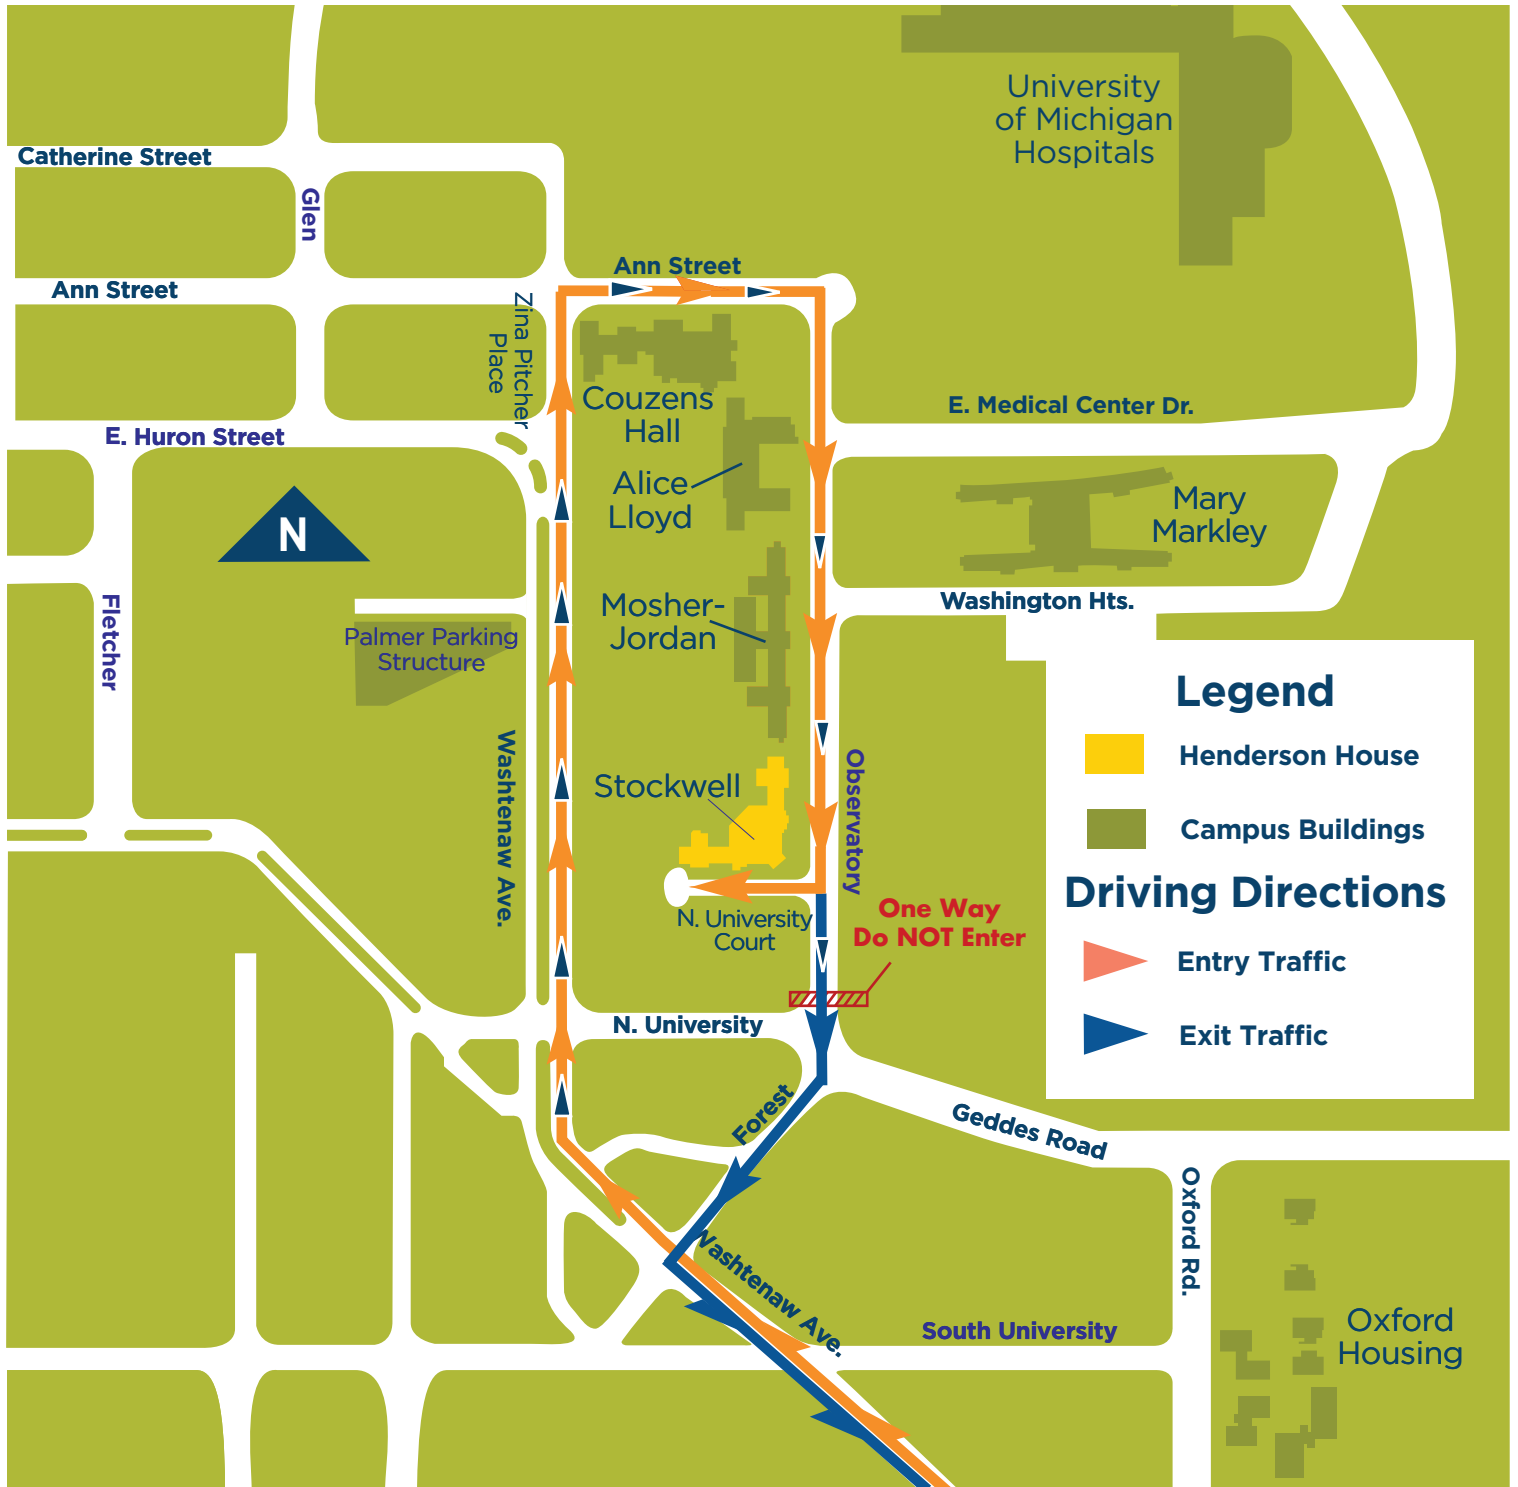 University
of Michigan
Hospitals
Catherine Street
Glen
Ann Street
Ann Street
Zina Pitcher
Place
Couzens
Hall
E. Medical Center Dr.
E. Huron Street
Alice
Lloyd
Mary
Markley
N
Fletcher
Mosher-
Jordan
Washington Hts.
Palmer Parking
Structure
Legend
Henderson House
Campus Buildings
Driving Directions
Entry Traffic
Exit Traffic
Washtenaw Ave.
Stockwell
Observatory
N. University
Court
One Way
Do NOT Enter
N. University
Forest
Geddes Road
Oxford Rd.
Washtenaw Ave.
South University
Oxford
Housing